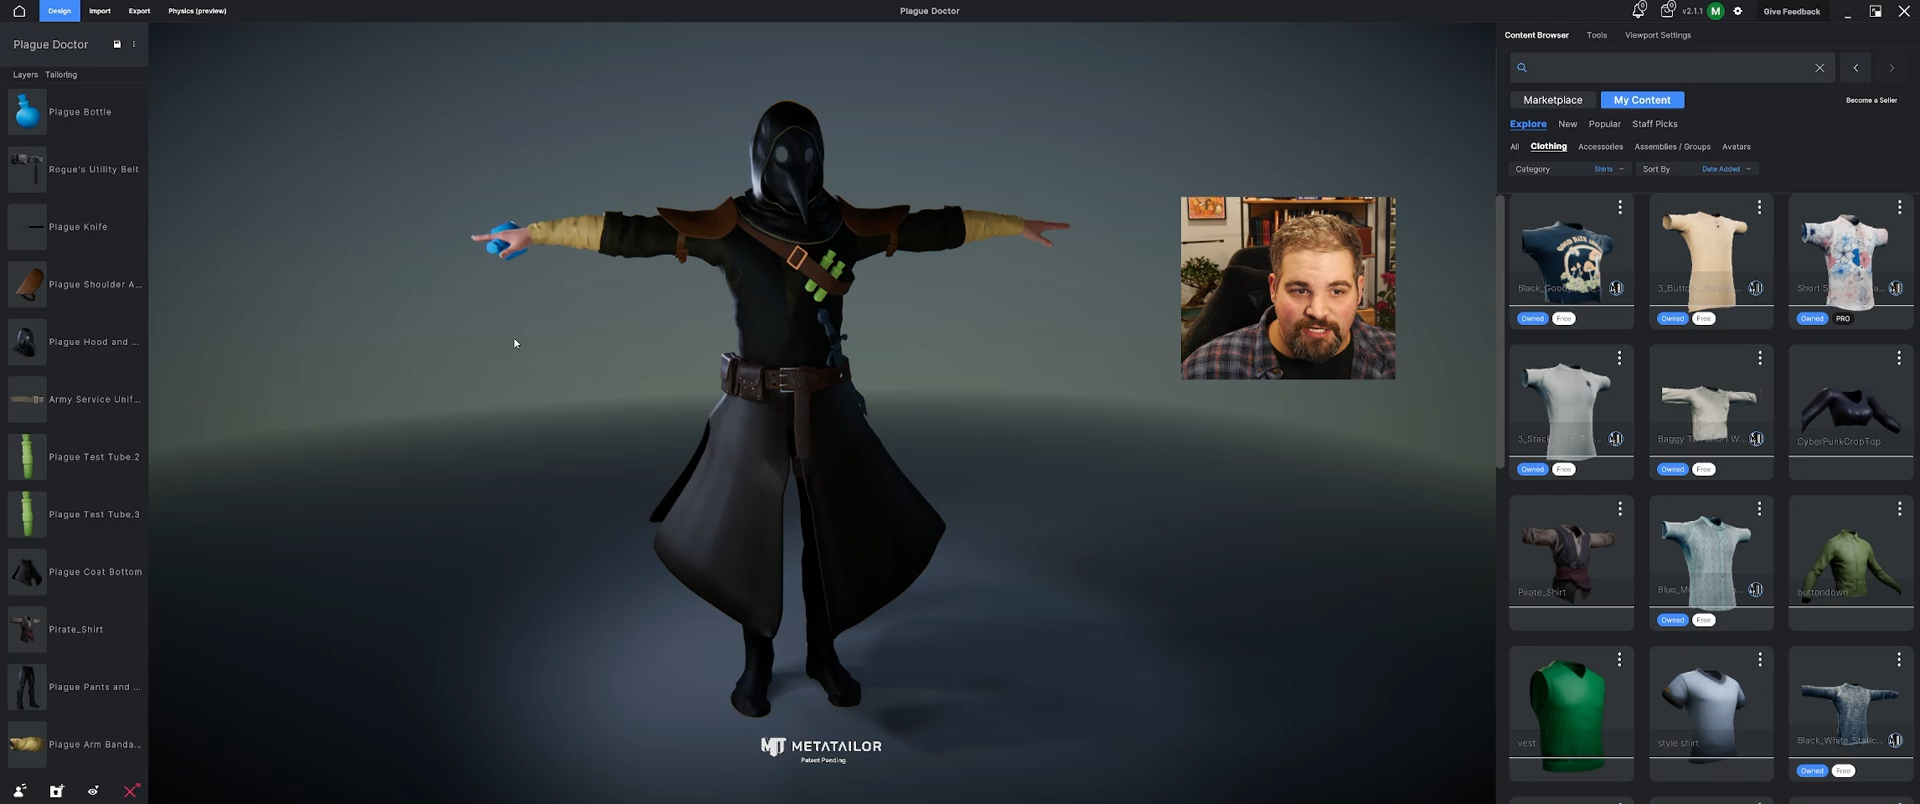 Design Import Export Physics (preview)
Plague Doctor
v2.1.1 M Give Feedback
Plague Doctor
Layers Tailoring
Plague Bottle
Rogue's Utility Belt
Plague Knife
Plague Shoulder A...
Plague Hood and ...
Army Service Unif...
Plague Test Tube.2
Plague Test Tube.3
Plague Coat Bottom
Pirate_Shirt
Plague Pants and ...
Plague Arm Banda...
METATAILOR
Patent Pending
Content Browser Tools Viewport Settings
Marketplace My Content Become a Seller
Explore New Popular Staff Picks
All Clothing Accessories Assemblies / Groups Avatars
Category Shirts Sort By Date Added
Owned Free Owned Free Owned PRO
CyberPunkCropTop
Owned Free Owned Free
Pirate_Shirt buttondown
Owned Free
vest style shirt Black_White_Static...
Owned Free